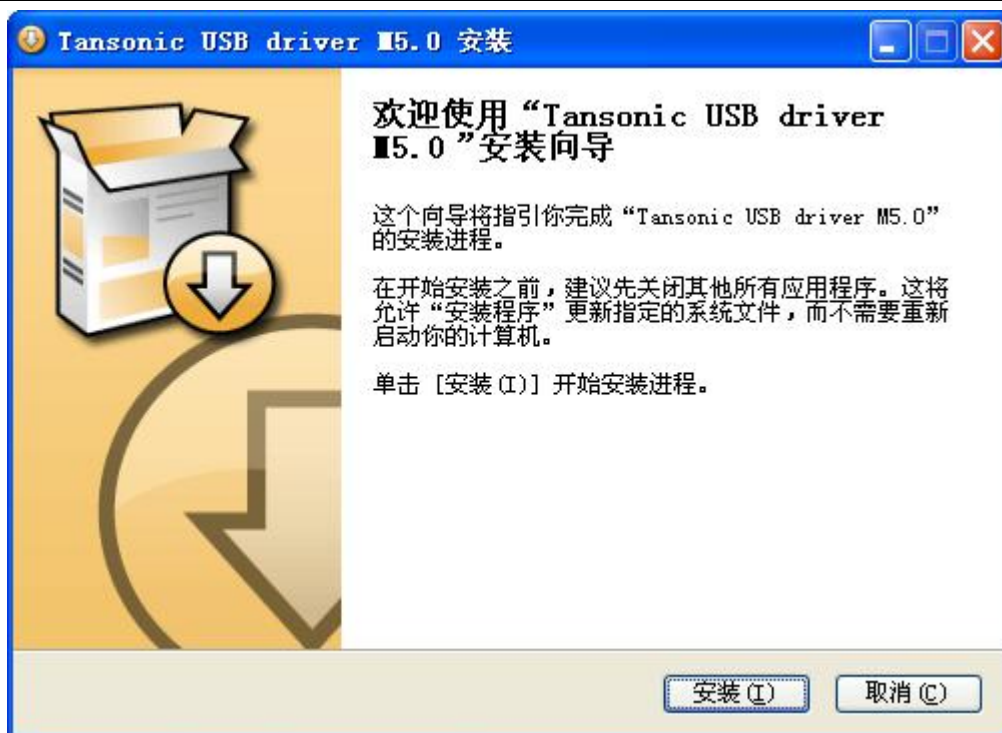 Tansonic USB driver M5.0 安装
欢迎使用“Tansonic USB driver
M5.0”安装向导
这个向导将指引你完成“Tansonic USB driver M5.0”
的安装进程。
在开始安装之前，建议先关闭其他所有应用程序。这将
允许“安装程序”更新指定的系统文件，而不需要重新
启动你的计算机。
单击 [安装(I)] 开始安装进程。
安装(I)
取消(C)